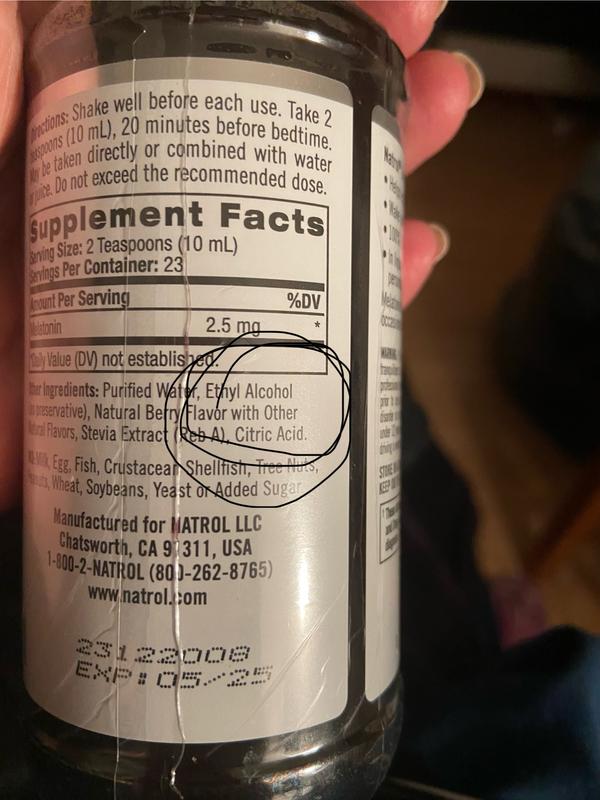 Directions: Shake well before each use. Take 2
teaspoons (10 mL), 20 minutes before bedtime.
May be taken directly or combined with water
or juice. Do not exceed the recommended dose.
Supplement Facts
Serving Size: 2 Teaspoons (10 mL)
Servings Per Container: 23
Amount Per Serving %DV
Melatonin 2.5 mg *
*Daily Value (DV) not established.
Other Ingredients: Purified Water, Ethyl Alcohol
(as preservative), Natural Berry Flavor with Other
Natural Flavors, Stevia Extract (Reb A), Citric Acid.
NO: Milk, Egg, Fish, Crustacean Shellfish, Tree Nuts,
Peanuts, Wheat, Soybeans, Yeast or Added Sugar
Manufactured for NATROL LLC
Chatsworth, CA 91311, USA
1-800-2-NATROL (800-262-8765)
www.natrol.com
23122008
EXP: 05/25
100%
WARNING